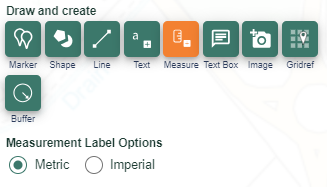 Draw and create
Marker Shape Line Text Measure Text Box Image Gridref
Buffer
Measurement Label Options
Metric Imperial